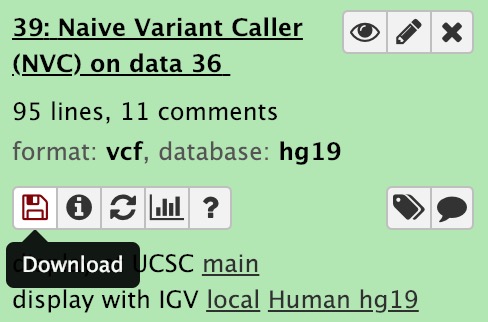 39: Naive Variant Caller
(NVC) on data 36
95 lines, 11 comments
format: vcf, database: hg19
?
Download
UCSC main
display with IGV local Human hg19